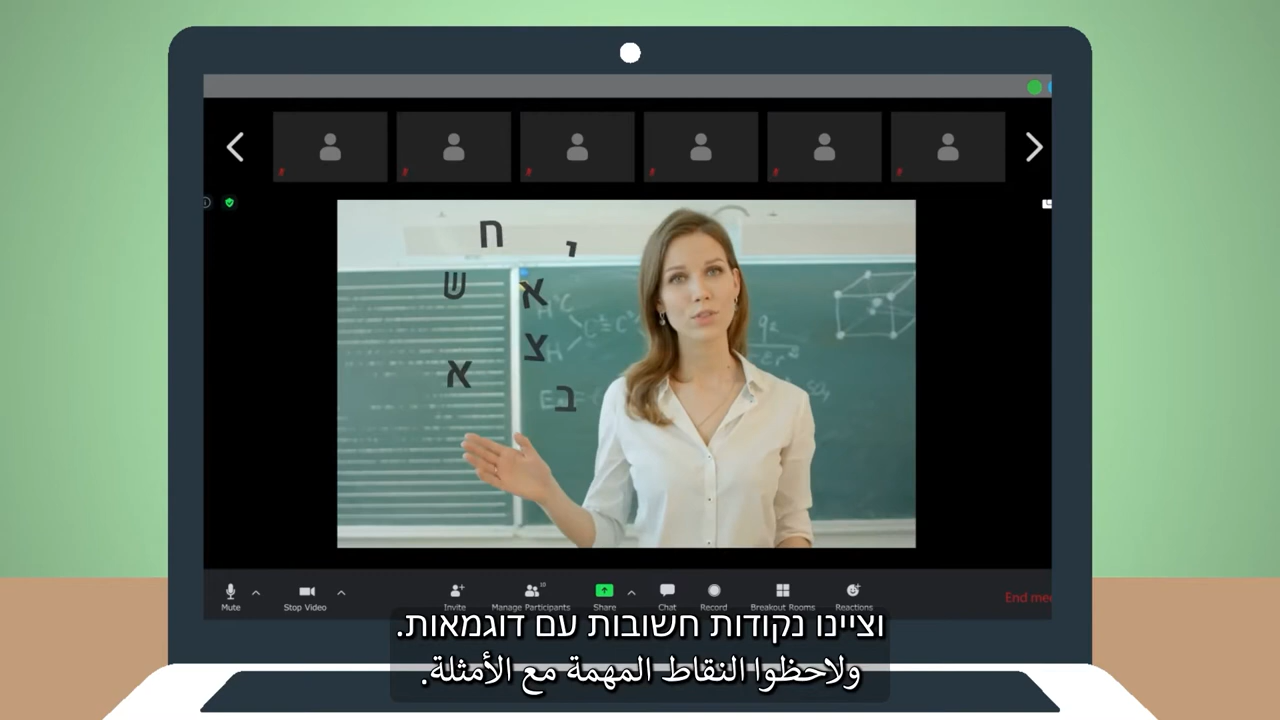 ח
י
ש
א
צ
א
ב
Mute
Stop Video
Invite
Manage Participants
10
Share
Chat
Record
Breakout Rooms
Reactions
End mee
וציינו נקודות חשובות עם דוגמאות.
ولاحظوا النقاط المهمة مع الأمثلة.